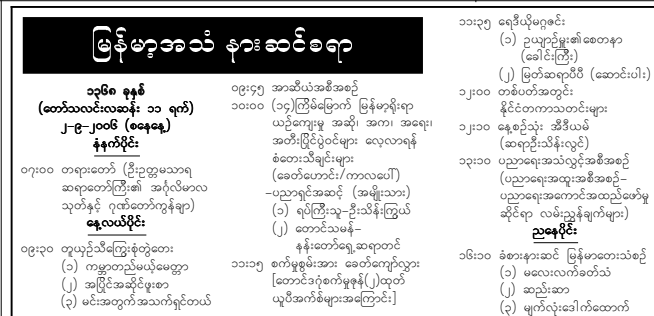 မြန်မာ့အသံ နားဆင်စရာ
၁၃၆၈ ခုနှစ်
(တော်သလင်းလဆန်း ၁၁ ရက်)
၂-၉-၂၀၀၆ (စနေနေ့)
နံနက်ပိုင်း
၀၇း၀၀ တရားတော် (ဦးဥတ္တမသာရ
ဆရာတော်ကြီး၏ အင်္ဂုလိမာလ
သုတ်နှင့် ဂုဏ်တော်ကွန်ချာ)
နေ့လယ်ပိုင်း
၀၉း၃၀ တူယှဉ်သီကြွေးစုံတွဲတေး
(၁) ကမ္ဘာတည်မယ့်မေတ္တာ
(၂) အပြိုင်အဆိုင်ဖူးစာ
(၃) မင်းအတွက်အသက်ရှင်တယ်
၀၉း၄၅ အာဆီယံအစီအစဉ်
၁၀း၀၀ (၁၄)ကြိမ်မြောက် မြန်မာ့ရိုးရာ
ယဉ်ကျေးမှု အဆို၊ အက၊ အရေး၊
အတီးပြိုင်ပွဲဝင်များ လေ့လာရန်
စံတေးသီချင်းများ
(ခေတ်ဟောင်း/ကာလပေါ်)
-ပညာရှင်အဆင့် (အမျိုးသား)
(၁) ရပ်ကြီးသူ-ဦးသိန်းကြွယ်
(၂) တောင်သမန်-
နန်းတော်ရှေ့ဆရာတင်
၁၁း၁၅ စက်မှုစွမ်းအား ခေတ်ကျော်လွှား
[တောင်ဒဂုံစက်မှုဇုန်(၂)ထုတ်
ယူပီအက်စ်များအကြောင်း]
၁၁း၃၅ ရေဒီယိုမဂ္ဂဇင်း
(၁) ဥယျာဉ်မှူး၏စေတနာ
(ခေါင်းကြီး)
(၂) မြတ်ဆရာပီပီ (ဆောင်းပါး)
၁၂း၀၀ တစ်ပတ်အတွင်း
နိုင်ငံတကာသတင်းများ
၁၂း၁၀ နေ့စဉ်သုံး အီဒီယမ်
(ဆရာဦးသိန်းလွင်)
၁၃း၁၀ ပညာရေးအသံလွှင့်အစီအစဉ်
(ပညာရေးအထူးအစီအစဉ်-
ပညာရေးအကောင်အထည်ဖော်မှု
ဆိုင်ရာ လမ်းညွှန်ချက်များ)
ညနေပိုင်း
၁၆း၁၀ ခံစားနားဆင် မြန်မာတေးသံစဉ်
(၁) မလေးလက်ခတ်သံ
(၂) ဆည်းဆာ
(၃) မျက်လုံးဒေါက်ထောက်